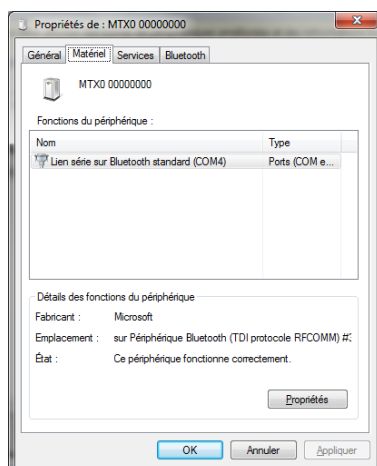 Propriétés de : MTX0 00000000
Général Matériel Services Bluetooth
MTX0 00000000
Fonctions du périphérique :
Nom Type
Lien série sur Bluetooth standard (COM4) Ports (COM e...
Détails des fonctions du périphérique
Fabricant : Microsoft
Emplacement : sur Périphérique Bluetooth (TDI protocole RFCOMM) #
État : Ce périphérique fonctionne correctement.
Propriétés
OK Annuler Appliquer